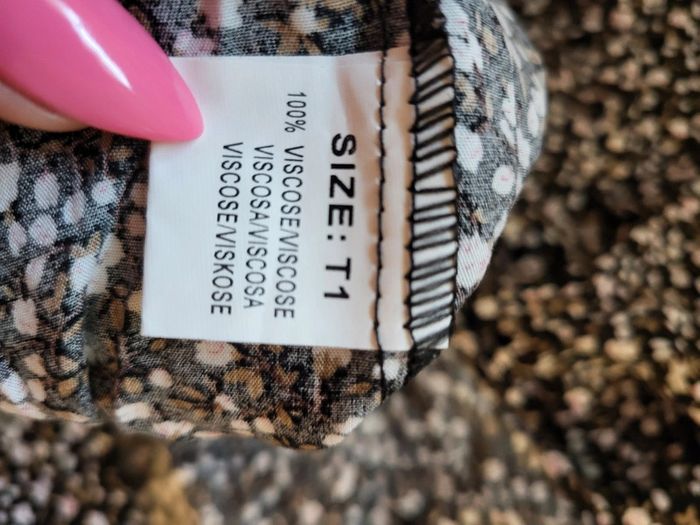 SIZE: T1
100% VISCOSE/VISCOSE
VISCOSA/VISCOSA
VISCOSE/VISKOSE